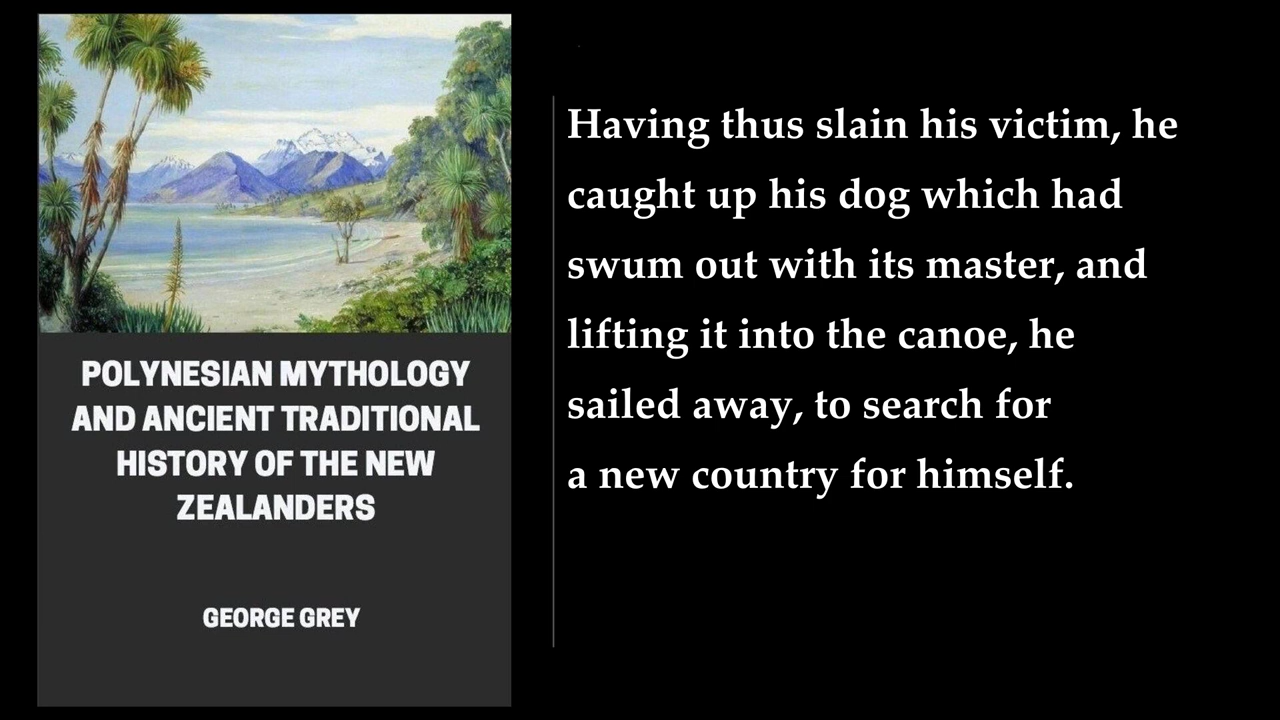 POLYNESIAN MYTHOLOGY
AND ANCIENT TRADITIONAL
HISTORY OF THE NEW
ZEALANDERS
GEORGE GREY
Having thus slain his victim, he
caught up his dog which had
swum out with its master, and
lifting it into the canoe, he
sailed away, to search for
a new country for himself.